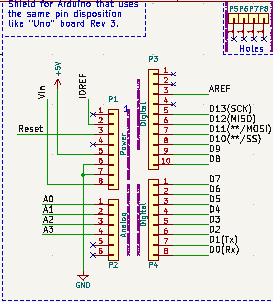 Shield for Arduino that uses
the same pin disposition
like "Uno" board Rev 3.
P5 P6 P7 P8
Holes
+5V
Vin
IOREF
P3
AREF
P1
Reset
Power
Digital
1
2
3
4
5
6
7
8
1
2
3
4
5
6
7
8
9
10
D13(SCK)
D12(MISO)
D11(**/MOSI)
D10(**/SS)
D9
D8
A0
A1
A2
A3
Analog
1
2
3
4
5
6
P2
Digital
1
2
3
4
5
6
7
8
P4
D7
D6
D5
D4
D3
D2
D1(Tx)
D0(Rx)
GND